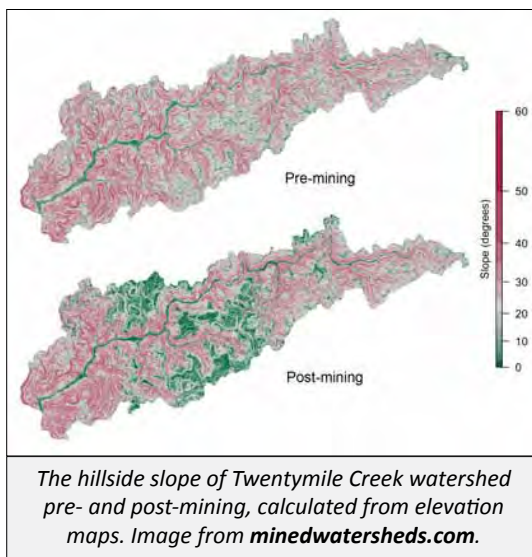 Pre-mining
60
50
40
30
20
10
0
Slope (degrees)
Post-mining
The hillside slope of Twentymile Creek watershed
pre- and post-mining, calculated from elevation
maps. Image from minedwatersheds.com.